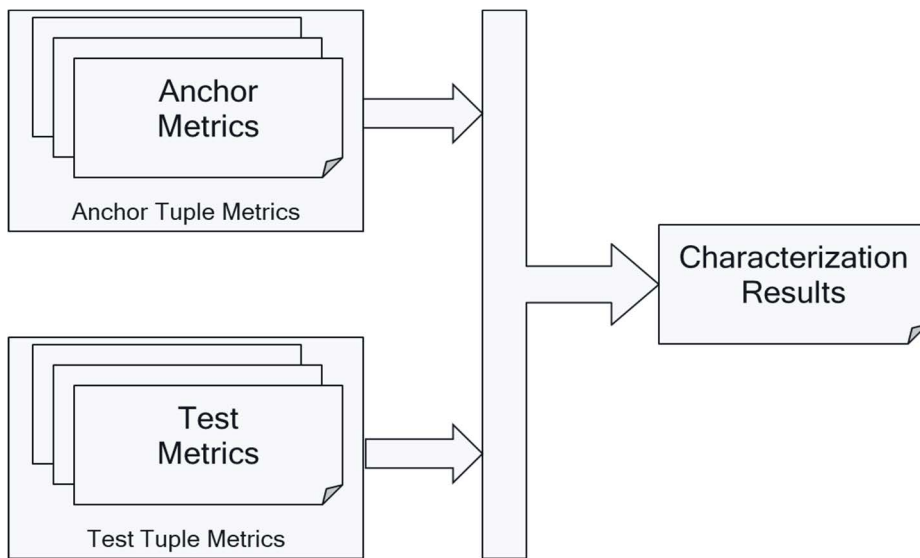 Anchor
Metrics
Anchor Tuple Metrics
Characterization
Results
Test
Metrics
Test Tuple Metrics